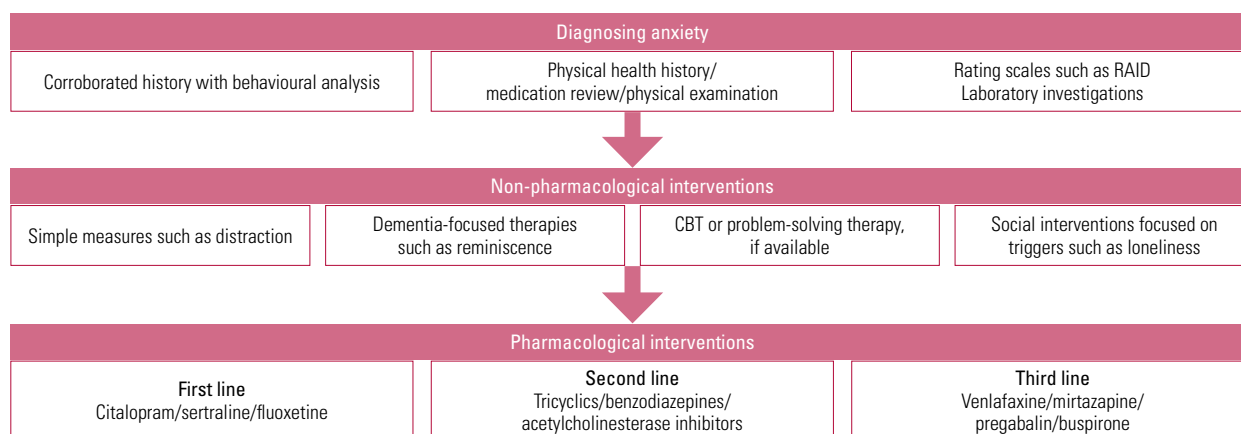 Diagnosing anxiety
Corroborated history with behavioural analysis
Physical health history/
medication review/physical examination
Rating scales such as RAID
Laboratory investigations
Non-pharmacological interventions
Simple measures such as distraction
Dementia-focused therapies
such as reminiscence
CBT or problem-solving therapy,
if available
Social interventions focused on
triggers such as loneliness
Pharmacological interventions
First line
Citalopram/sertraline/fluoxetine
Second line
Tricyclics/benzodiazepines/
acetylcholinesterase inhibitors
Third line
Venlafaxine/mirtazapine/
pregabalin/buspirone